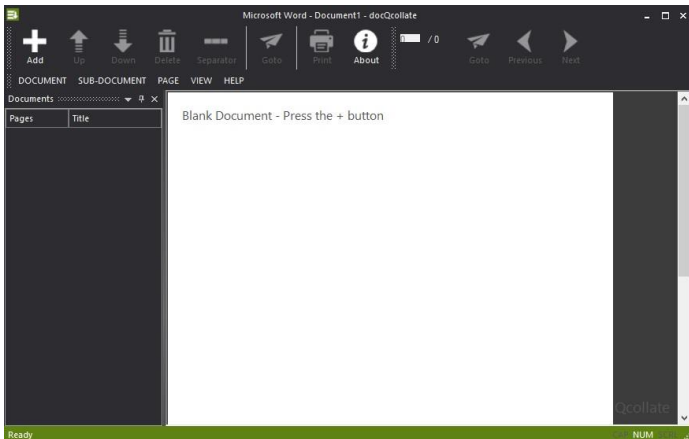 Microsoft Word - Document1 - docQcollate
Add Up Down Delete Separator Goto Print About / 0 Goto Previous Next
DOCUMENT SUB-DOCUMENT PAGE VIEW HELP
Documents
Pages Title
Blank Document - Press the + button
Qcollate
Ready NUM